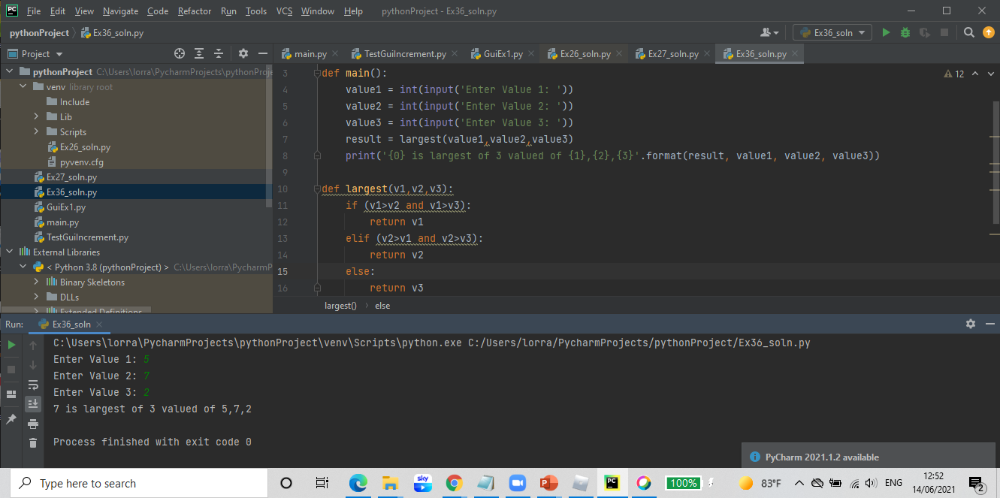 PC File Edit View Navigate Code Refactor Run Tools VCS Window Help pythonProject - Ex36_soln.py
pythonProject Ex36_soln.py Ex36_soln
Project
main.py TestGuiIncrement.py GuiEx1.py Ex26_soln.py Ex27_soln.py Ex36_soln.py
pythonProject C:\Users\lorra\PycharmProjects\pythonProje
venv library root
Include
Lib
Scripts
Ex26_soln.py
pyvenv.cfg
Ex27_soln.py
Ex36_soln.py
GuiEx1.py
main.py
TestGuiIncrement.py
External Libraries
< Python 3.8 (pythonProject) > C:\Users\lorra\PycharmP
Binary Skeletons
DLLs
Extended Definitions
12
3 def main():
4 value1 = int(input('Enter Value 1: '))
5 value2 = int(input('Enter Value 2: '))
6 value3 = int(input('Enter Value 3: '))
7 result = largest(value1,value2,value3)
8 print('{0} is largest of 3 valued of {1},{2},{3}'.format(result, value1, value2, value3))
9
10 def largest(v1,v2,v3):
11 if (v1>v2 and v1>v3):
12 return v1
13 elif (v2>v1 and v2>v3):
14 return v2
15 else:
16 return v3
largest() else
Run: Ex36_soln
C:\Users\lorra\PycharmProjects\pythonProject\venv\Scripts\python.exe C:/Users/lorra/PycharmProjects/pythonProject/Ex36_soln.py
Enter Value 1: 5
Enter Value 2: 7
Enter Value 3: 2
7 is largest of 3 valued of 5,7,2
Process finished with exit code 0
PyCharm 2021.1.2 available
Type here to search
sky
P
PC
100%
83°F
ENG
12:52
14/06/2021
2